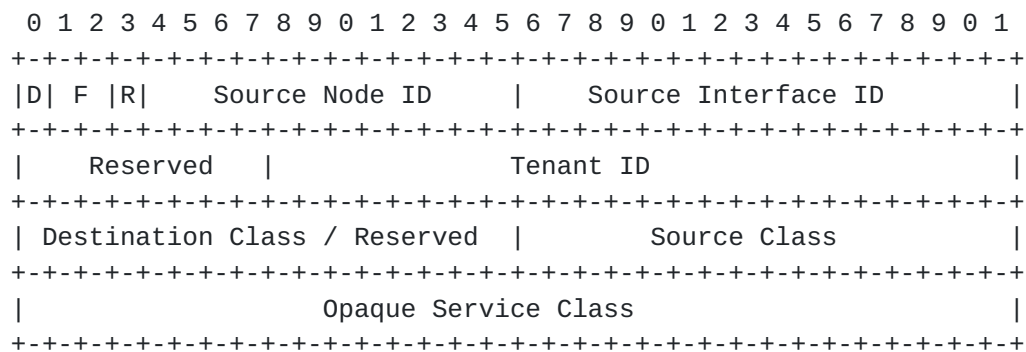 0 1 2 3 4 5 6 7 8 9 0 1 2 3 4 5 6 7 8 9 0 1 2 3 4 5 6 7 8 9 0 1
+-+-+-+-+-+-+-+-+-+-+-+-+-+-+-+-+-+-+-+-+-+-+-+-+-+-+-+-+-+-+-+-+
|D| F |R|    Source Node ID     |    Source Interface ID        |
+-+-+-+-+-+-+-+-+-+-+-+-+-+-+-+-+-+-+-+-+-+-+-+-+-+-+-+-+-+-+-+-+
|    Reserved   |               Tenant ID                       |
+-+-+-+-+-+-+-+-+-+-+-+-+-+-+-+-+-+-+-+-+-+-+-+-+-+-+-+-+-+-+-+-+
| Destination Class / Reserved  |        Source Class           |
+-+-+-+-+-+-+-+-+-+-+-+-+-+-+-+-+-+-+-+-+-+-+-+-+-+-+-+-+-+-+-+-+
|                   Opaque Service Class                        |
+-+-+-+-+-+-+-+-+-+-+-+-+-+-+-+-+-+-+-+-+-+-+-+-+-+-+-+-+-+-+-+-+